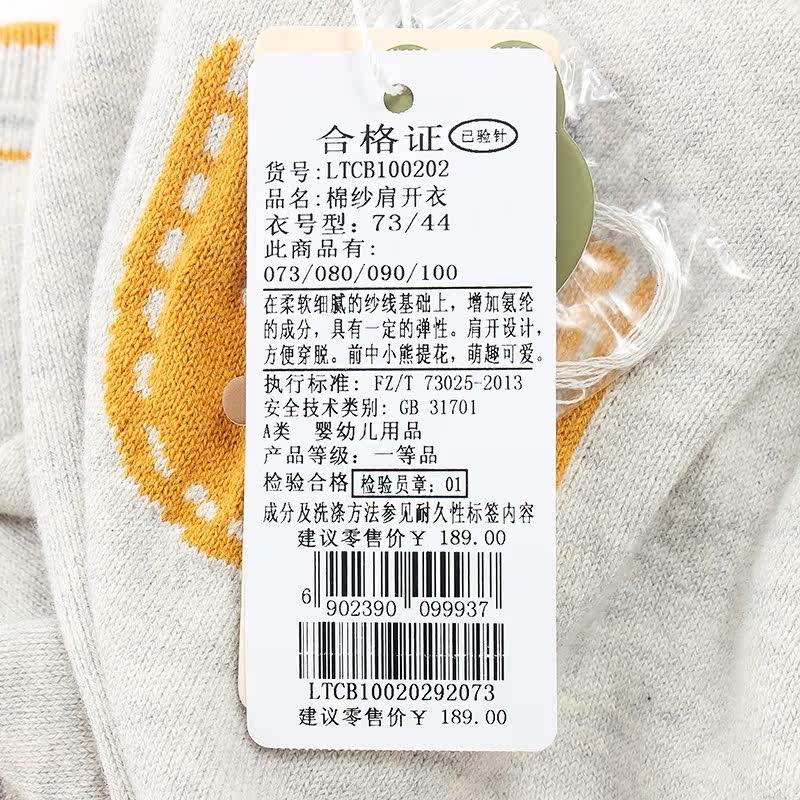 合格证 已验针
货号:LTCB100202
品名:棉纱肩开衣
衣号型:73/44
此商品有:
073/080/090/100
在柔软细腻的纱线基础上，增加氨纶
的成分，具有一定的弹性。肩开设计，
方便穿脱。前中小熊提花，萌趣可爱。
执行标准: FZ/T 73025-2013
安全技术类别: GB 31701
A类 婴幼儿用品
产品等级: 一等品
检验合格 检验员章: 01
成分及洗涤方法参见耐久性标签内容
建议零售价￥ 189.00
6 902390 099937
LTCB10020292073
建议零售价￥ 189.00